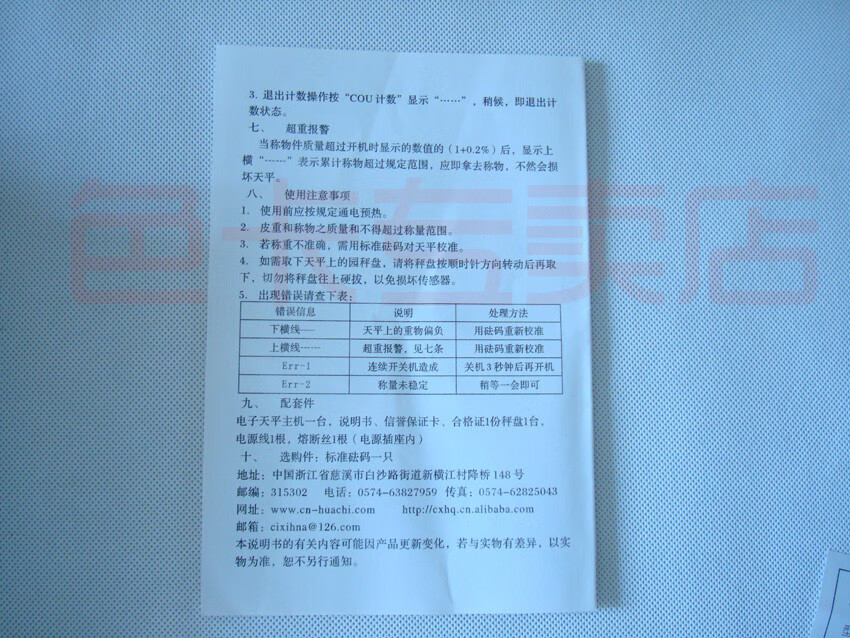 3. 退出计数操作按“COU 计数”显示“……”，稍候，即退出计
数状态。
七、 超重报警
当称物件质量超过开机时显示的数值的（1+0.2%）后，显示上
横“------”表示累计称物超过规定范围，应即拿去称物，不然会损
坏天平。
八、 使用注意事项
1. 使用前应按规定通电预热。
2. 皮重和称物之质量和不得超过称量范围。
3. 若称重不准确，需用标准砝码对天平校准。
4. 如需取下天平上的园秤盘，请将秤盘按顺时针方向转动后再取
下，切勿将秤盘往上硬拔，以免损坏传感器。
5. 出现错误请查下表：
错误信息 说明 处理方法
下横线—— 天平上的重物偏负 用砝码重新校准
上横线------ 超重报警，见七条 用砝码重新校准
Err-1 连续开关机造成 关机3秒钟后再开机
Err-2 称量未稳定 稍等一会即可
九、 配套件
电子天平主机一台，说明书、信誉保证卡、合格证1份秤盘1台，
电源线1根，熔断丝1根（电源插座内）
十、 选购件：标准砝码一只
地址：中国浙江省慈溪市白沙路街道新横江村降桥148号
邮编：315302 电话：0574-63827959 传真：0574-62825043
网址：www.cn-huachi.com http://cxhq.cn.alibaba.com
邮箱：cixihna@126.com
本说明书的有关内容可能因产品更新变化，若与实物有差异，以实
物为准，恕不另行通知。